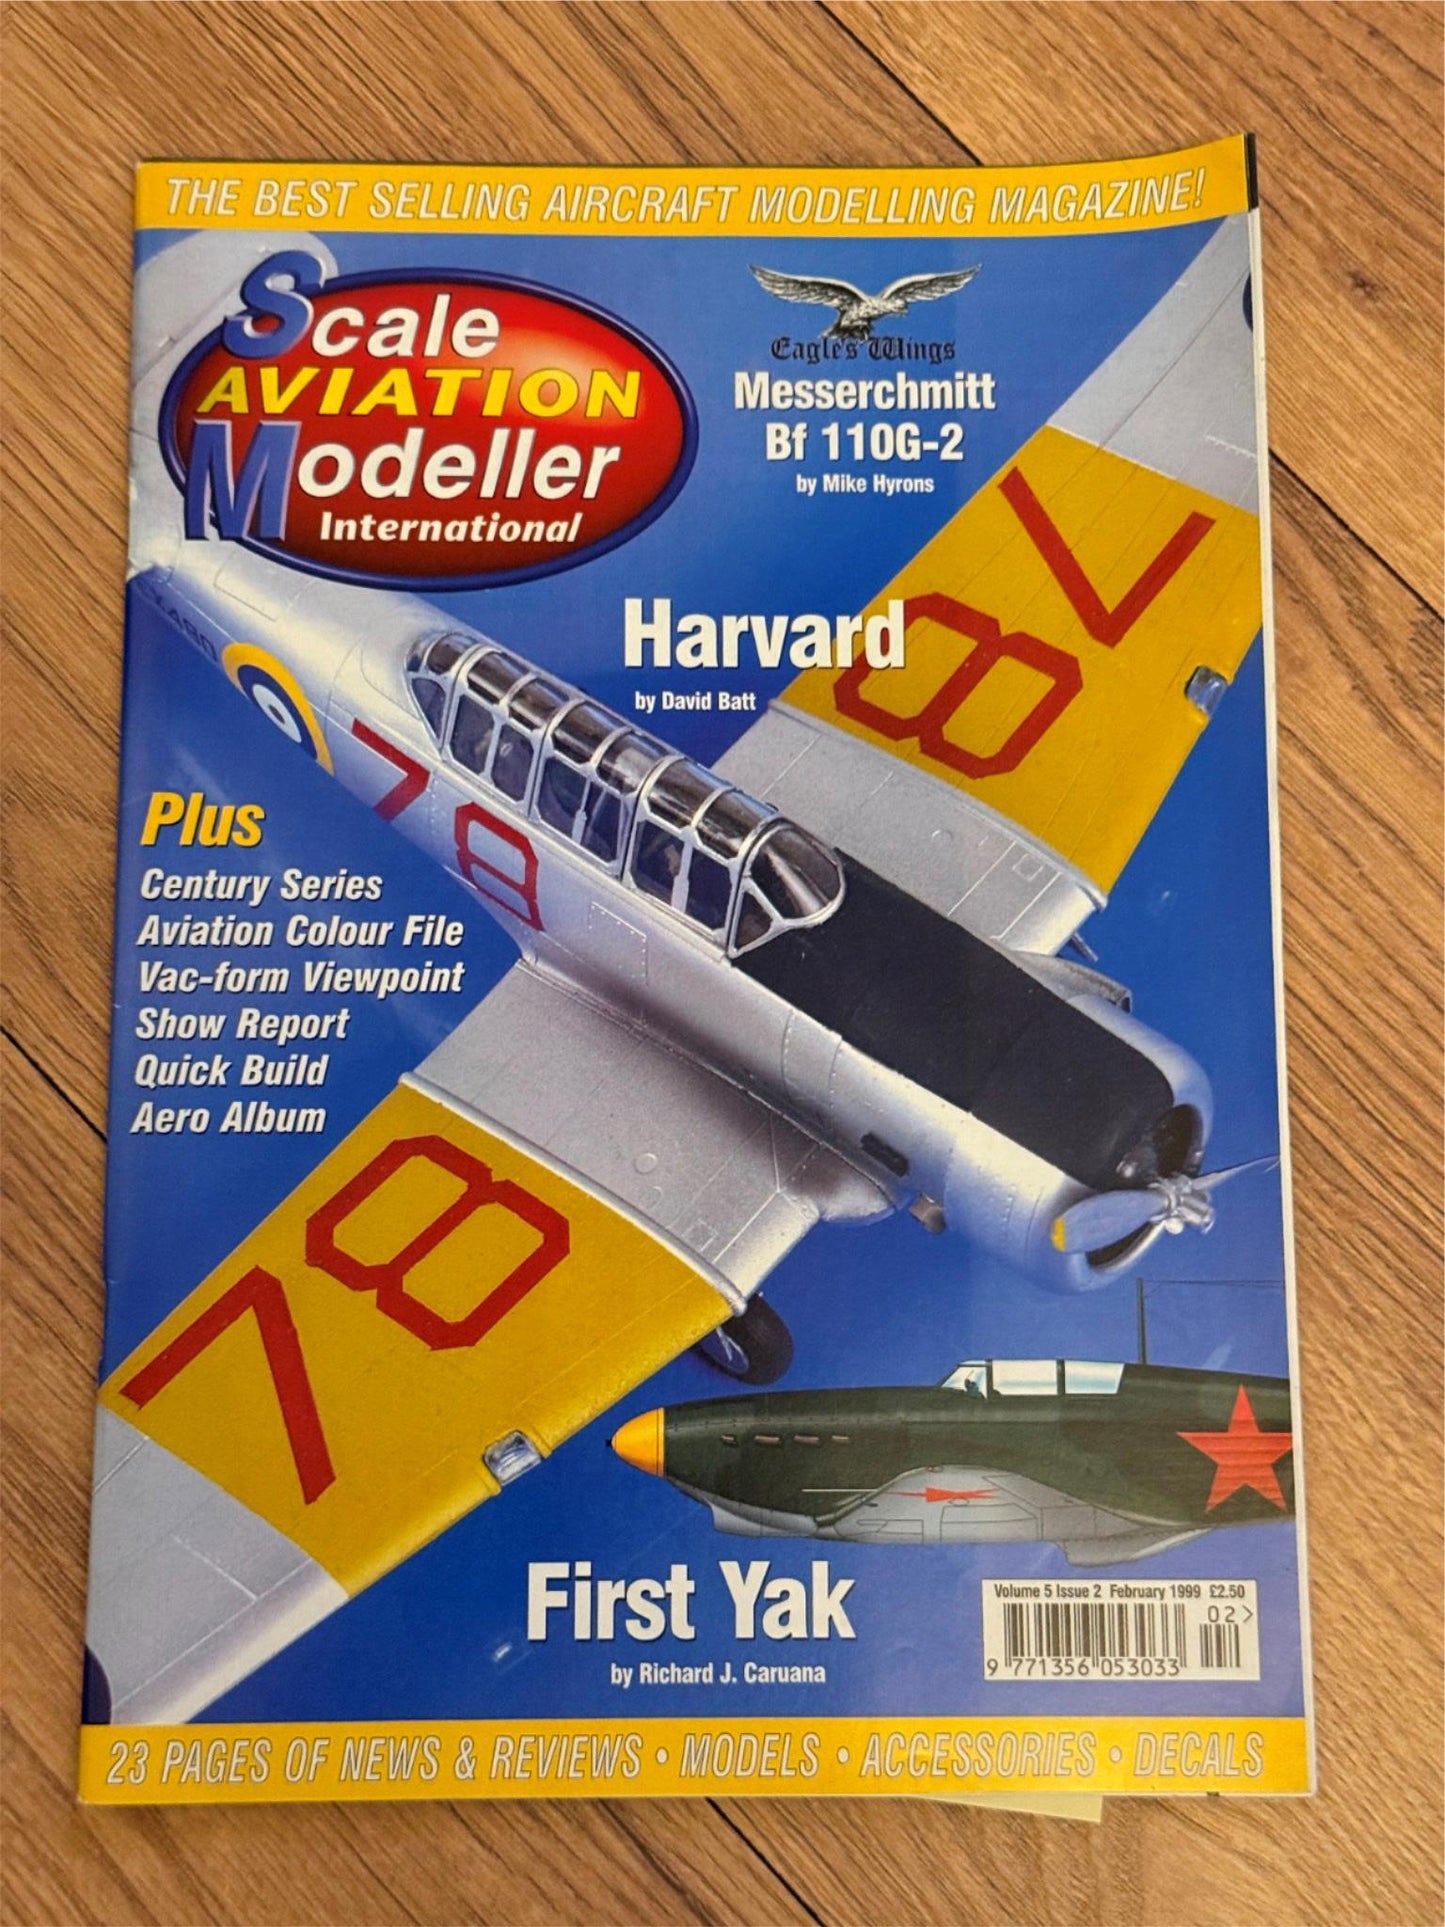 THE BEST SELLING AIRCRAFT MODELLING MAGAZINE!
Scale
AVIATION
Modeller
International
Eagle's Wings
Messerchmitt
Bf 110G-2
by Mike Hyrons
Harvard
by David Batt
78
78
78
Plus
Century Series
Aviation Colour File
Vac-form Viewpoint
Show Report
Quick Build
Aero Album
First Yak
by Richard J. Caruana
Volume 5 Issue 2 February 1999 £2.50
02>
9 771356 053033
23 PAGES OF NEWS & REVIEWS • MODELS • ACCESSORIES • DECALS